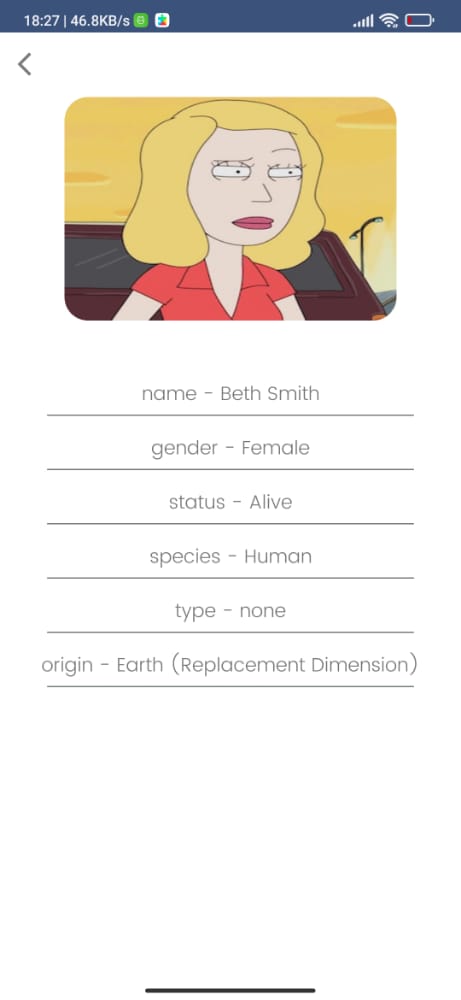 18:27 | 46.8KB/s
name - Beth Smith
gender - Female
status - Alive
species - Human
type - none
origin - Earth (Replacement Dimension)